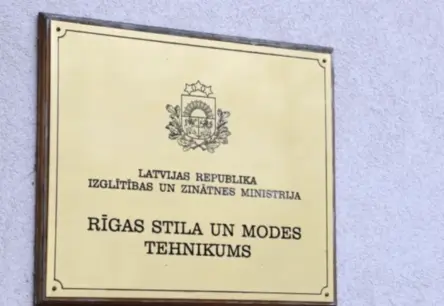 LATVIJAS REPUBLIKA
IZGLĪTĪBAS UN ZINĀTNES MINISTRIJA
RĪGAS STILA UN MODES
TEHNIKUMS